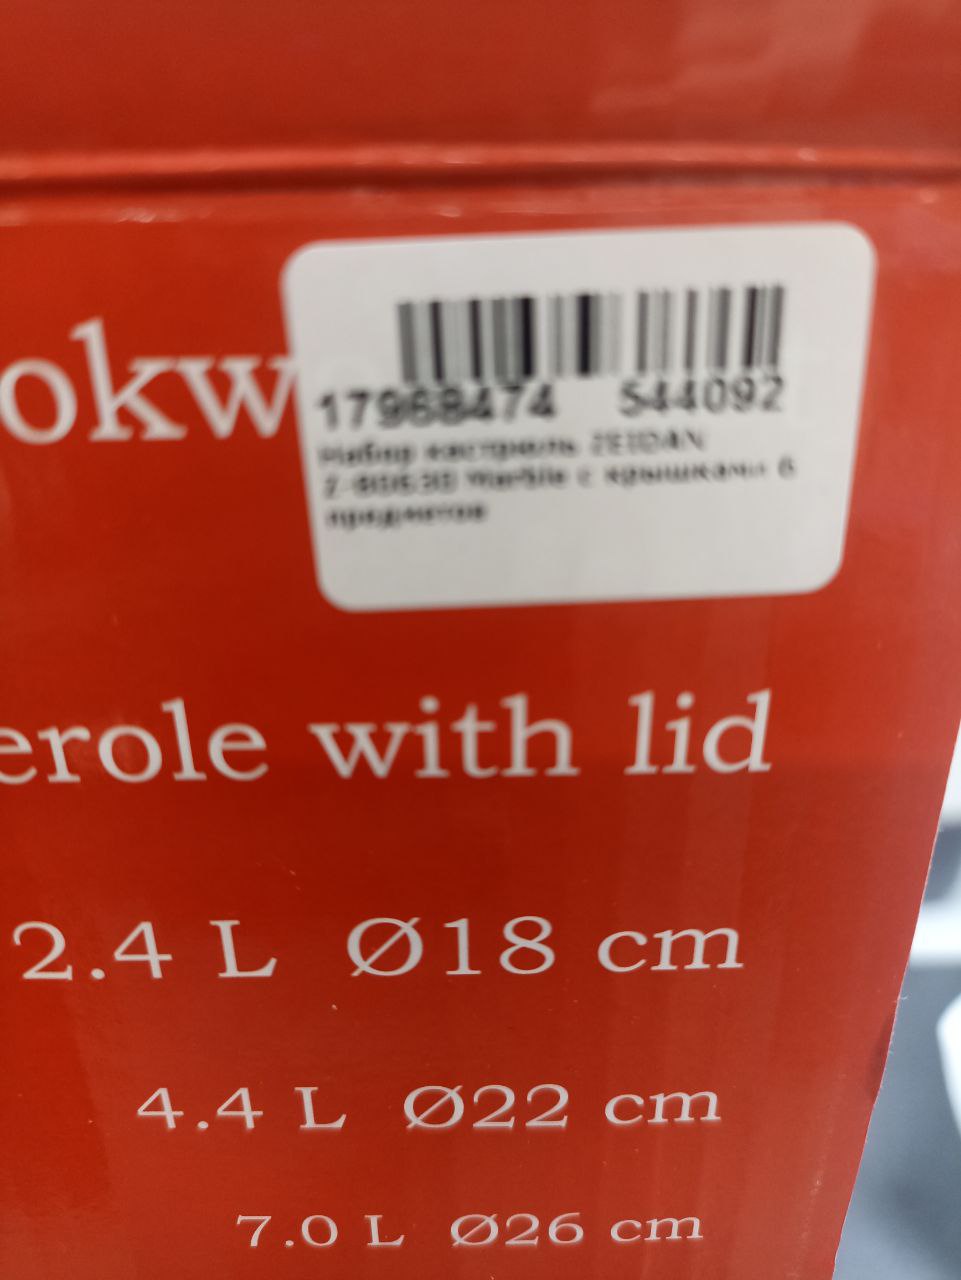 okw
17968474 544092
Набор кастрюль ZEIDAN
Z-80630 Marble с крышками 6
предметов
erole with lid
2.4 L Ø18 cm
4.4 L Ø22 cm
7.0 L Ø26 cm